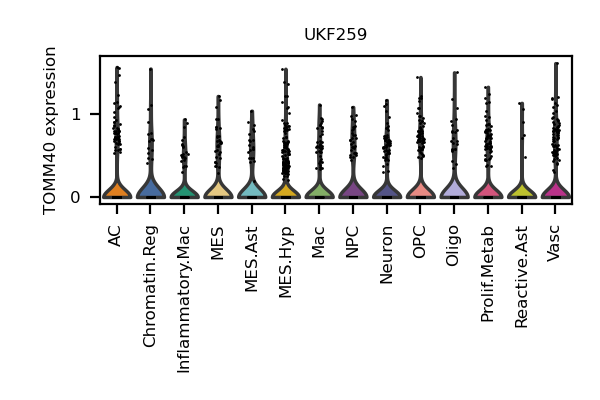 UKF259
TOMM40 expression
1
0
AC
Chromatin.Reg
Inflammatory.Mac
MES
MES.Ast
MES.Hyp
Mac
NPC
Neuron
OPC
Oligo
Prolif.Metab
Reactive.Ast
Vasc